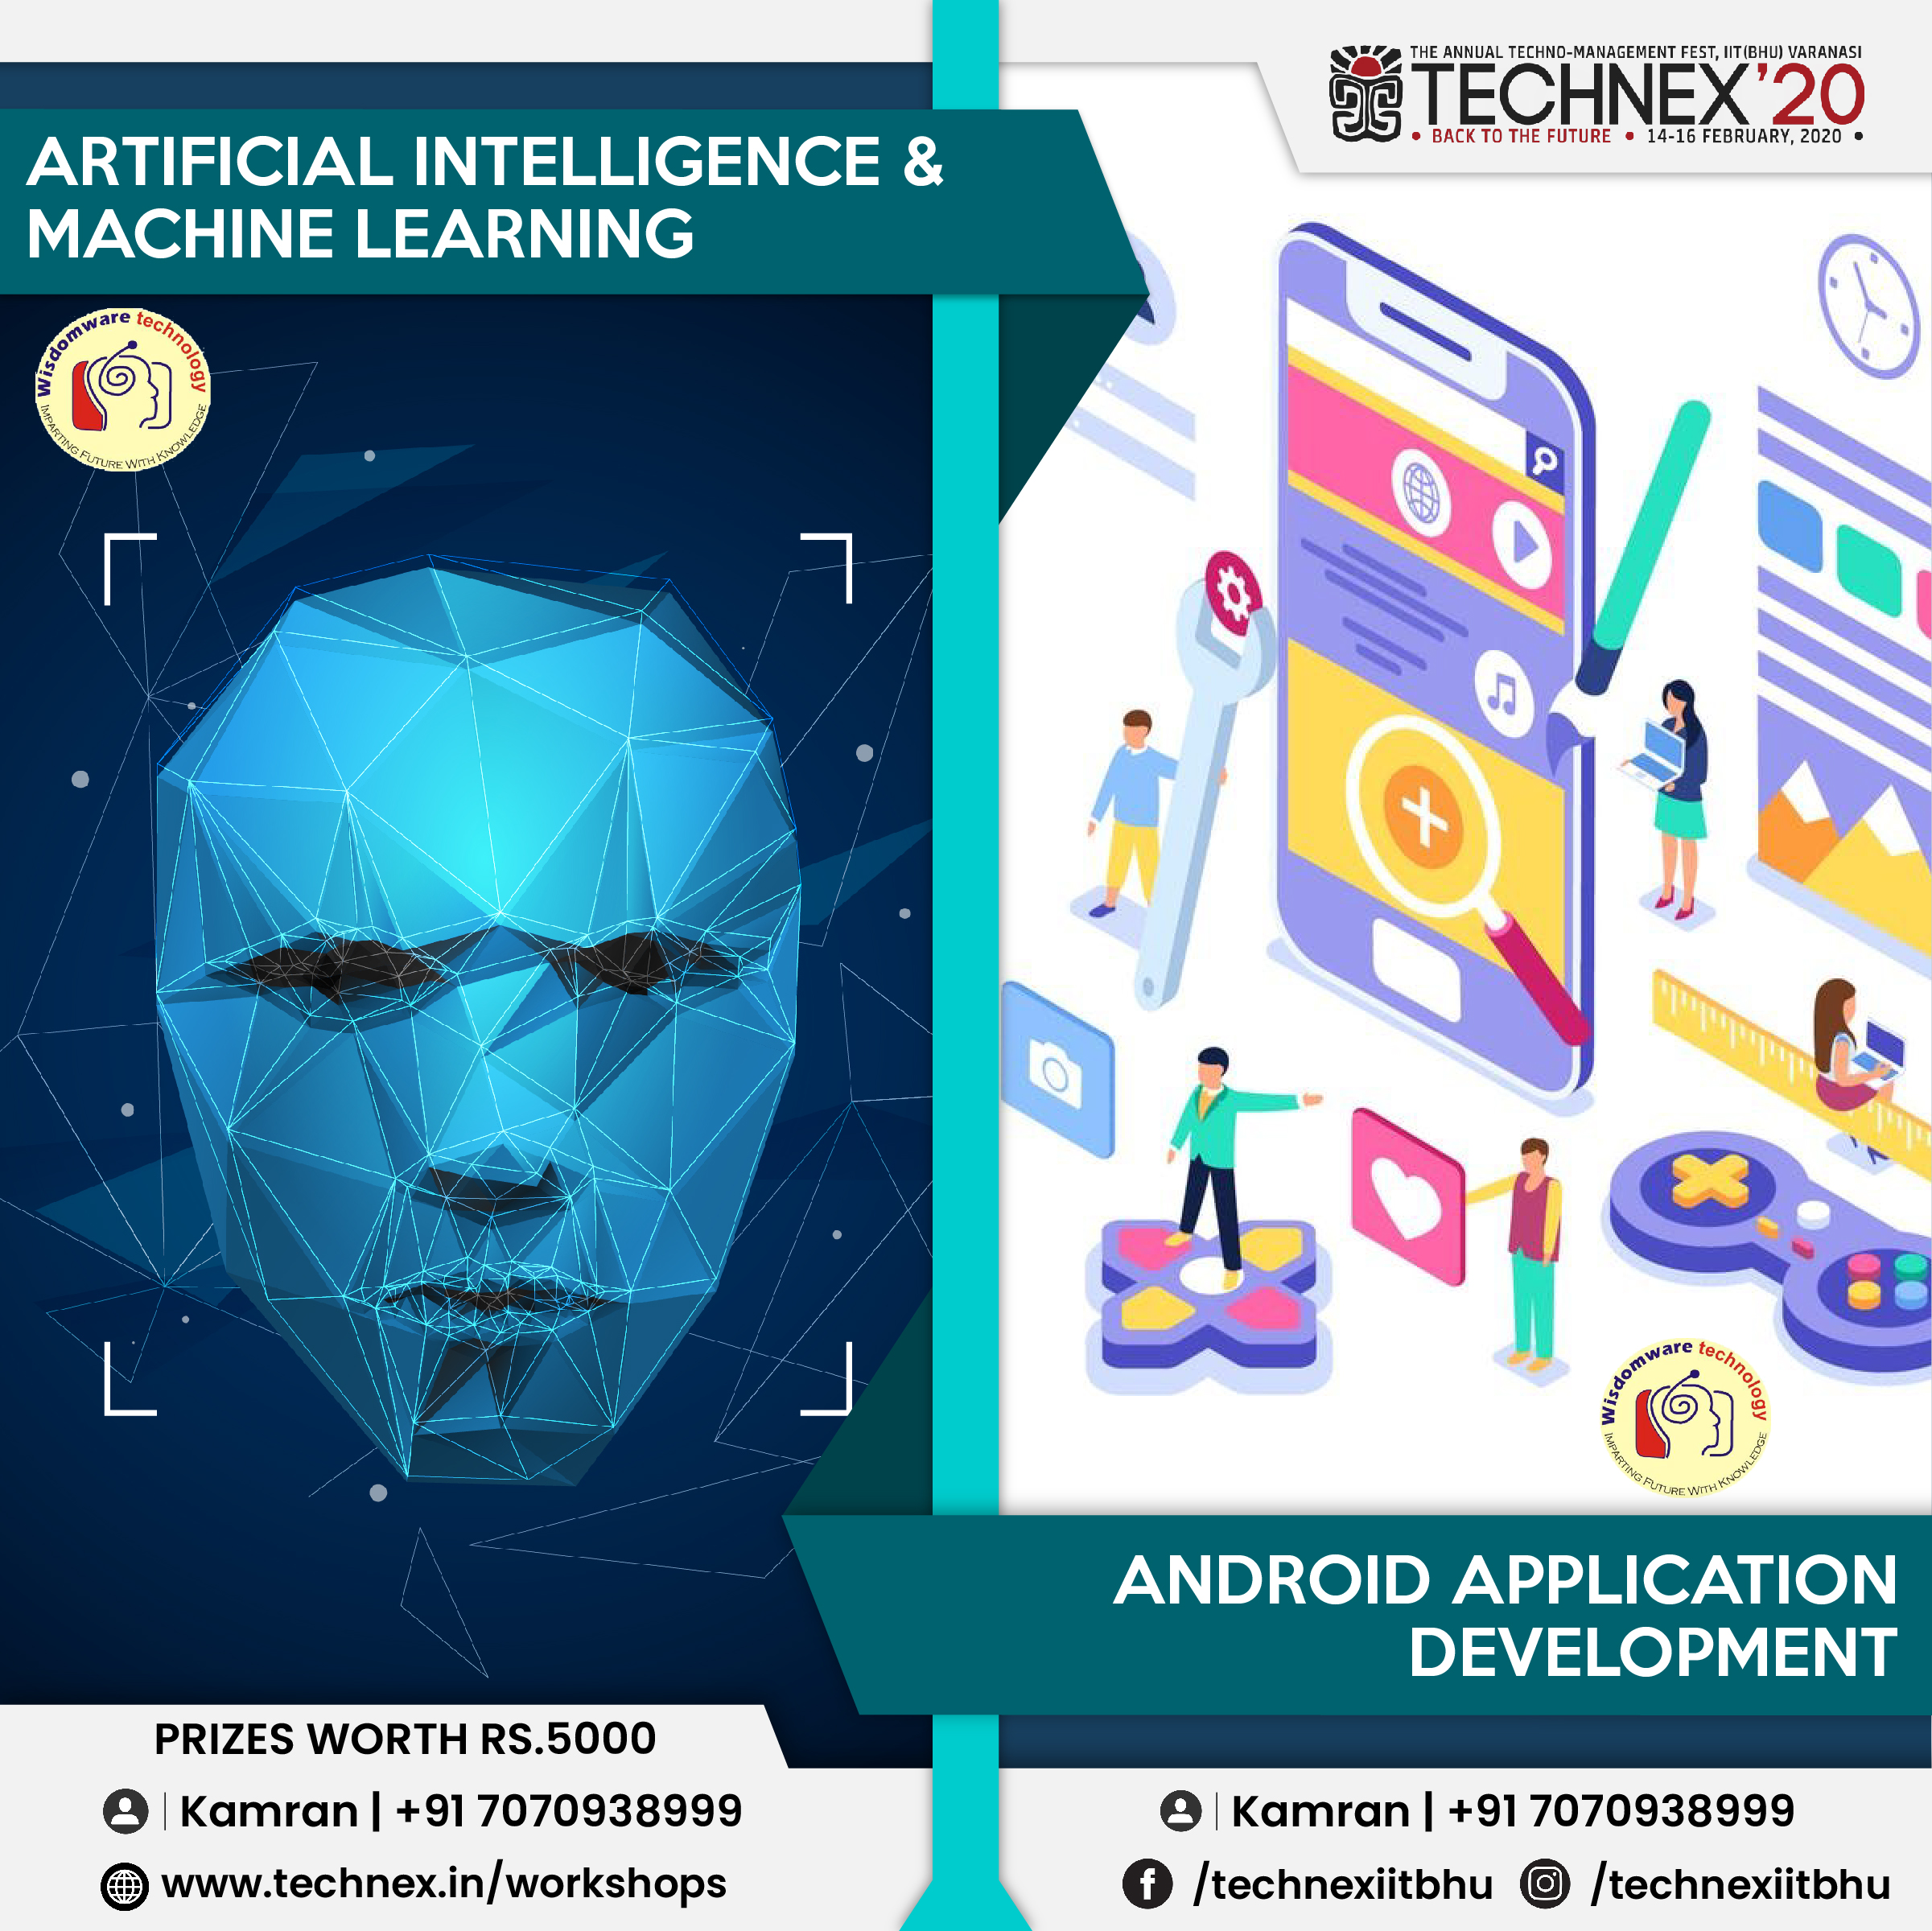 THE ANNUAL TECHNO-MANAGEMENT FEST, IIT(BHU) VARANASI
TECHNEX'20
• BACK TO THE FUTURE • 14-16 FEBRUARY, 2020 •
ARTIFICIAL INTELLIGENCE &
MACHINE LEARNING
Wisdomware technology
IMPARTING FUTURE WITH KNOWLEDGE
Wisdomware technology
IMPARTING FUTURE WITH KNOWLEDGE
ANDROID APPLICATION
DEVELOPMENT
PRIZES WORTH RS.5000
Kamran | +91 7070938999
www.technex.in/workshops
Kamran | +91 7070938999
/technexiitbhu /technexiitbhu